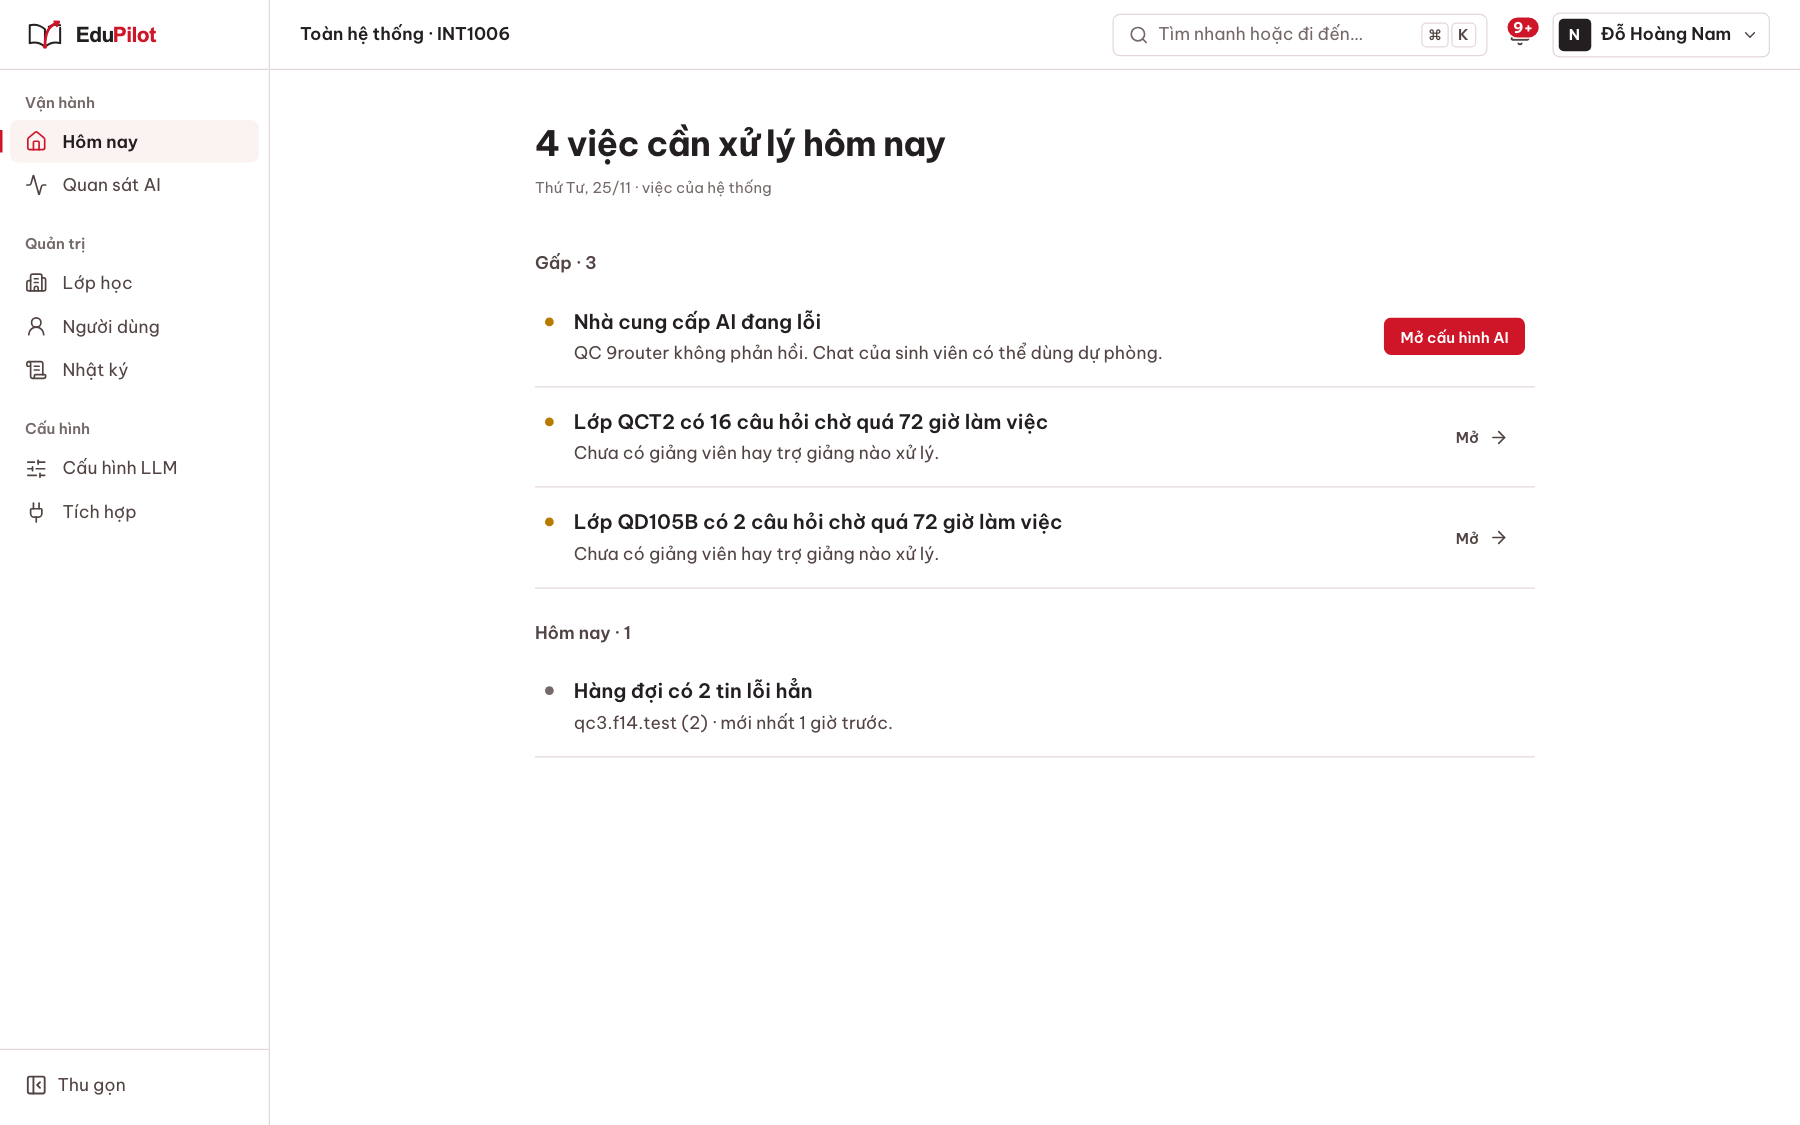 EduPilot
Toàn hệ thống · INT1006
Tìm nhanh hoặc đi đến...
⌘ K
9+
N
Đỗ Hoàng Nam
Vận hành
Hôm nay
Quan sát AI
Quản trị
Lớp học
Người dùng
Nhật ký
Cấu hình
Cấu hình LLM
Tích hợp
Thu gọn
4 việc cần xử lý hôm nay
Thứ Tư, 25/11 · việc của hệ thống
Gấp · 3
Nhà cung cấp AI đang lỗi
QC 9router không phản hồi. Chat của sinh viên có thể dùng dự phòng.
Mở cấu hình AI
Lớp QCT2 có 16 câu hỏi chờ quá 72 giờ làm việc
Chưa có giảng viên hay trợ giảng nào xử lý.
Mở
Lớp QD105B có 2 câu hỏi chờ quá 72 giờ làm việc
Chưa có giảng viên hay trợ giảng nào xử lý.
Mở
Hôm nay · 1
Hàng đợi có 2 tin lỗi hẳn
qc3.f14.test (2) · mới nhất 1 giờ trước.